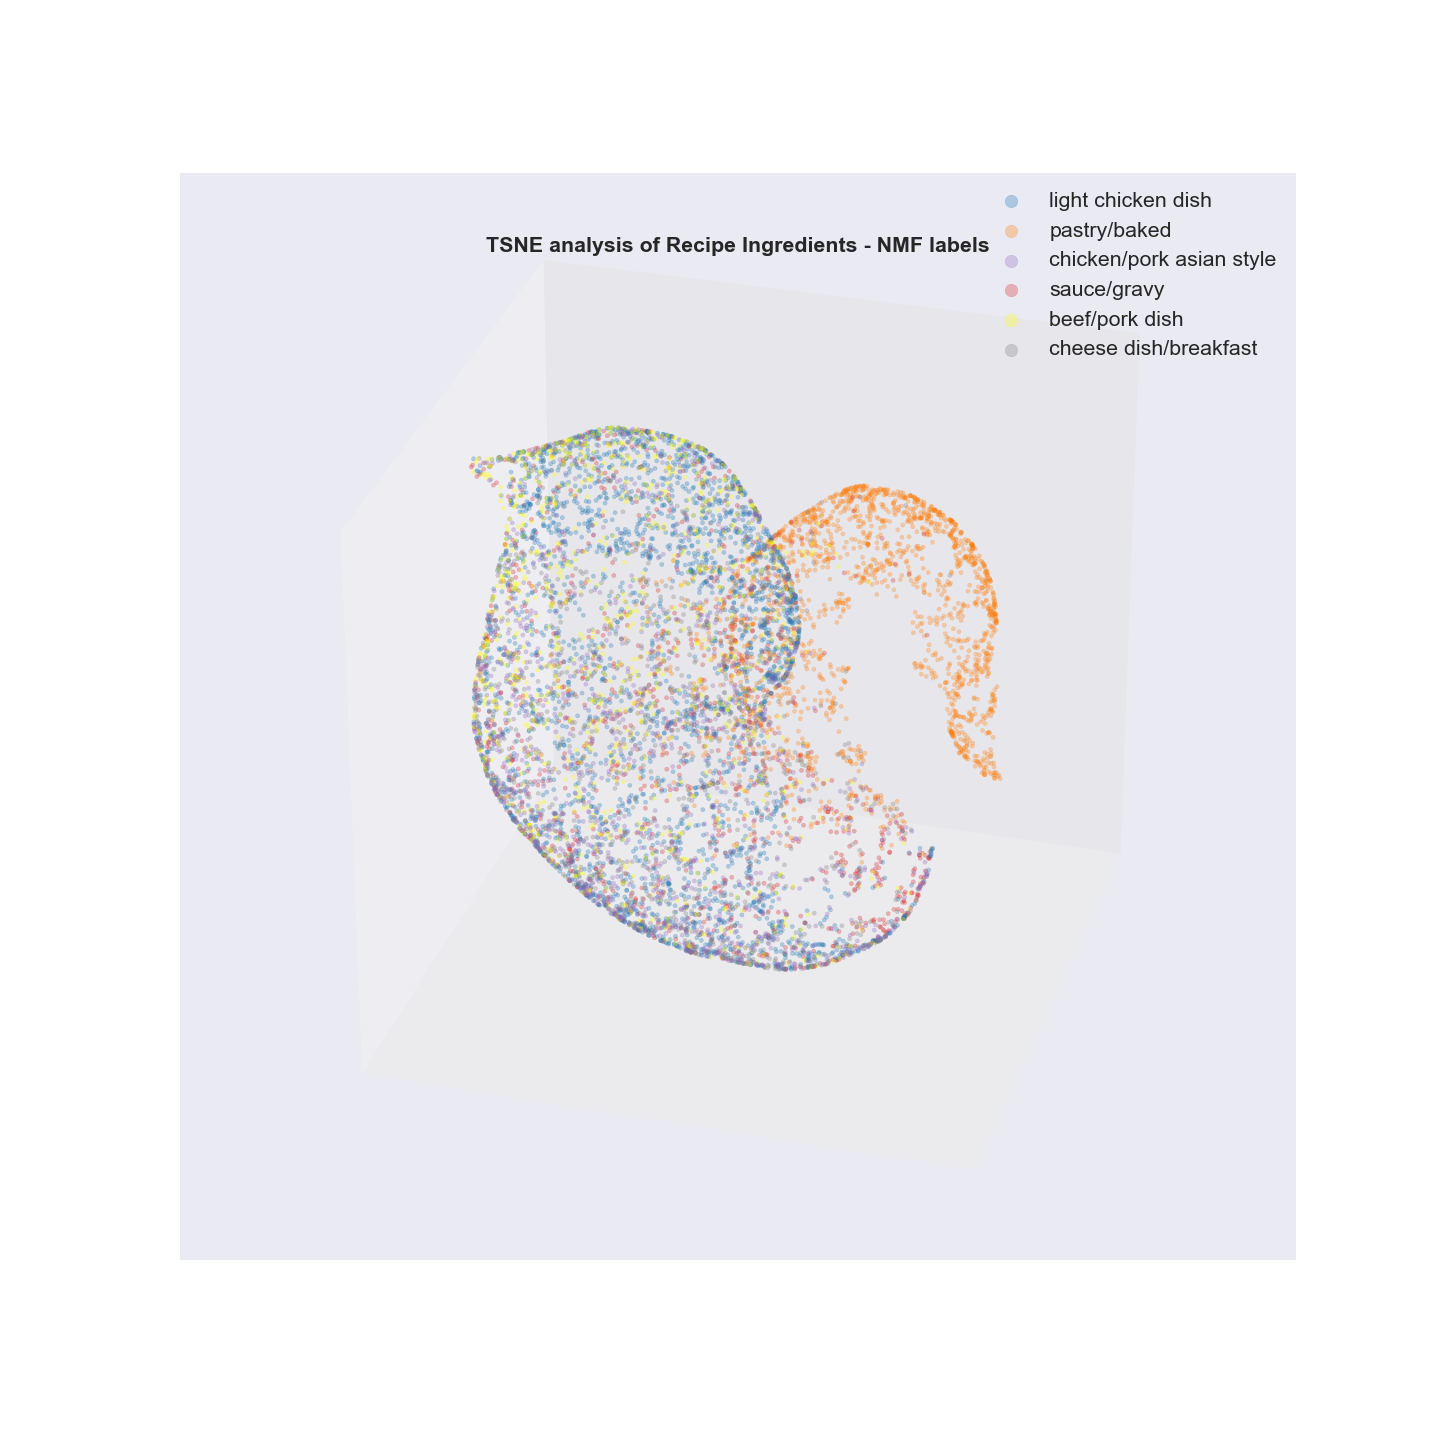 TSNE analysis of Recipe Ingredients - NMF labels
light chicken dish
pastry/baked
chicken/pork asian style
sauce/gravy
beef/pork dish
cheese dish/breakfast